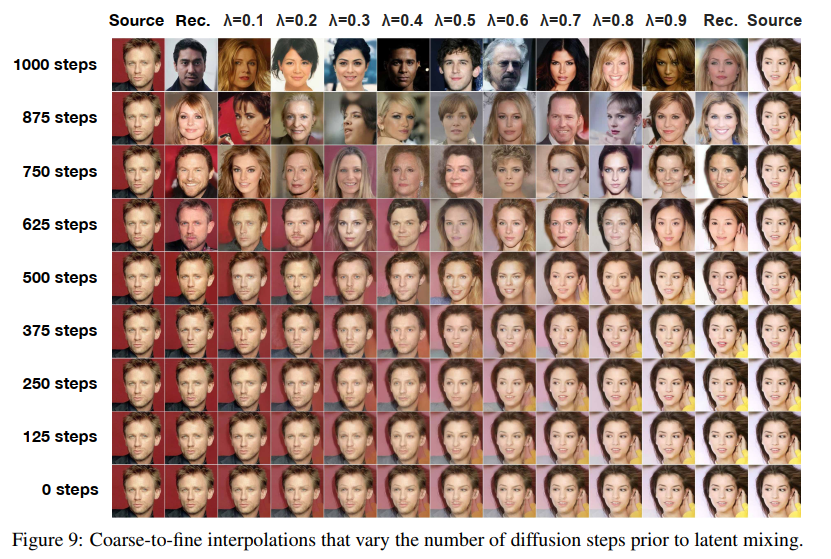 Source Rec. λ=0.1 λ=0.2 λ=0.3 λ=0.4 λ=0.5 λ=0.6 λ=0.7 λ=0.8 λ=0.9 Rec. Source
1000 steps
875 steps
750 steps
625 steps
500 steps
375 steps
250 steps
125 steps
0 steps
Figure 9: Coarse-to-fine interpolations that vary the number of diffusion steps prior to latent mixing.